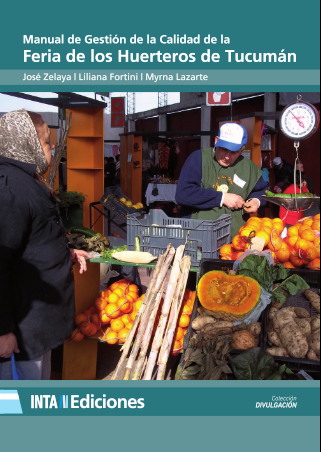 Manual de Gestión de la Calidad de la
Feria de los Huerteros de Tucumán
José Zelaya | Liliana Fortini | Myrna Lazarte
INTA Ediciones
Colección
DIVULGACIÓN